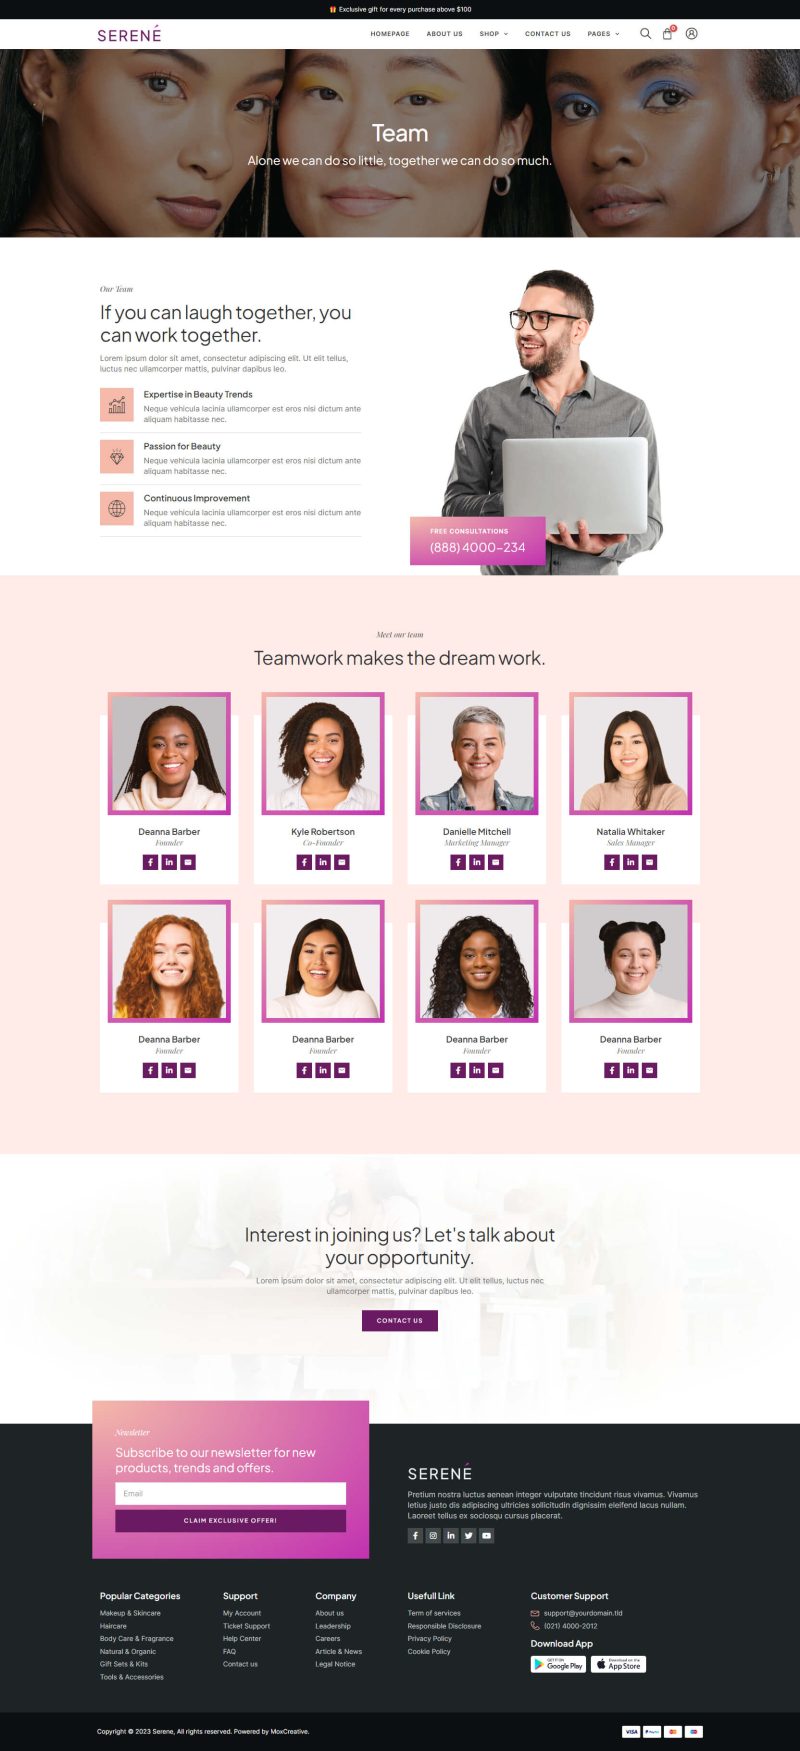 Exclusive gift for every purchase above $100
SERENÉ
HOMEPAGE
ABOUT US
SHOP
CONTACT US
PAGES
0
Team
Alone we can do so little, together we can do so much.
Our Team
If you can laugh together, you
can work together.
Lorem ipsum dolor sit amet, consectetur adipiscing elit. Ut elit tellus,
luctus nec ullamcorper mattis, pulvinar dapibus leo.
Expertise in Beauty Trends
Neque vehicula lacinia ullamcorper est eros nisi dictum ante
aliquam habitasse nec.
Passion for Beauty
Neque vehicula lacinia ullamcorper est eros nisi dictum ante
aliquam habitasse nec.
Continuous Improvement
Neque vehicula lacinia ullamcorper est eros nisi dictum ante
aliquam habitasse nec.
FREE CONSULTATIONS
(888) 4000-234
Meet our team
Teamwork makes the dream work.
Deanna Barber
Founder
Kyle Robertson
Co-Founder
Danielle Mitchell
Marketing Manager
Natalia Whitaker
Sales Manager
Deanna Barber
Founder
Deanna Barber
Founder
Deanna Barber
Founder
Deanna Barber
Founder
Interest in joining us? Let's talk about
your opportunity.
Lorem ipsum dolor sit amet, consectetur adipiscing elit. Ut elit tellus, luctus nec
ullamcorper mattis, pulvinar dapibus leo.
CONTACT US
Newsletter
Subscribe to our newsletter for new
products, trends and offers.
Email
CLAIM EXCLUSIVE OFFER!
SERENÉ
Pretium nostra luctus aenean integer vulputate tincidunt risus vivamus. Vivamus
letius justo dis adipiscing ultricies sollicitudin dignissim eleifend lacus nullam.
Laoreet tellus ex sociosqu cursus placerat.
Popular Categories
Makeup & Skincare
Haircare
Body Care & Fragrance
Natural & Organic
Gift Sets & Kits
Tools & Accessories
Support
My Account
Ticket Support
Help Center
FAQ
Contact us
Company
About us
Leadership
Careers
Article & News
Legal Notice
Usefull Link
Term of services
Responsible Disclosure
Privacy Policy
Cookie Policy
Customer Support
support@yourdomain.tld
(021) 4000-2012
Download App
GET IT ON
Google Play
Download on the
App Store
Copyright © 2023 Serene, All rights reserved. Powered by MoxCreative.
VISA
PayPal